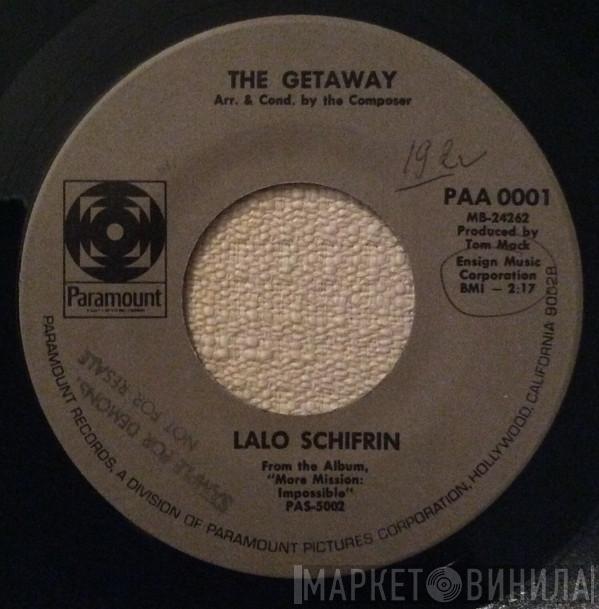 THE GETAWAY
Arr. & Cond. by the Composer
192
PAA 0001
MB-24262
Produced by
Tom Mack
Ensign Music
Corporation
BMI – 2:17
Paramount
SAMPLE FOR DEMONS.
NOT FOR RESALE
LALO SCHIFRIN
From the Album,
"More Mission:
Impossible"
PAS-5002
PARAMOUNT RECORDS, A DIVISION OF PARAMOUNT PICTURES CORPORATION, HOLLYWOOD, CALIFORNIA 90028
МАРКЕТ ВИНИЛА